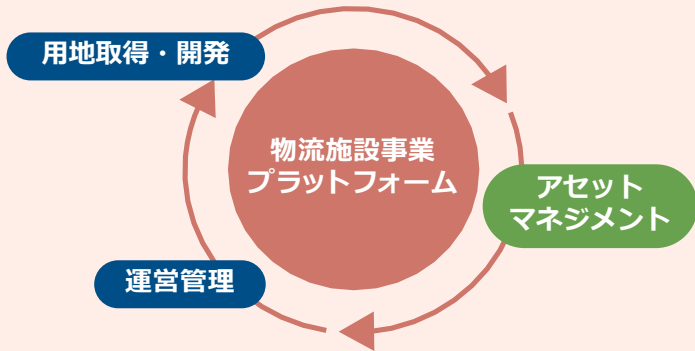 用地取得・開発
物流施設事業
プラットフォーム
アセット
マネジメント
運営管理